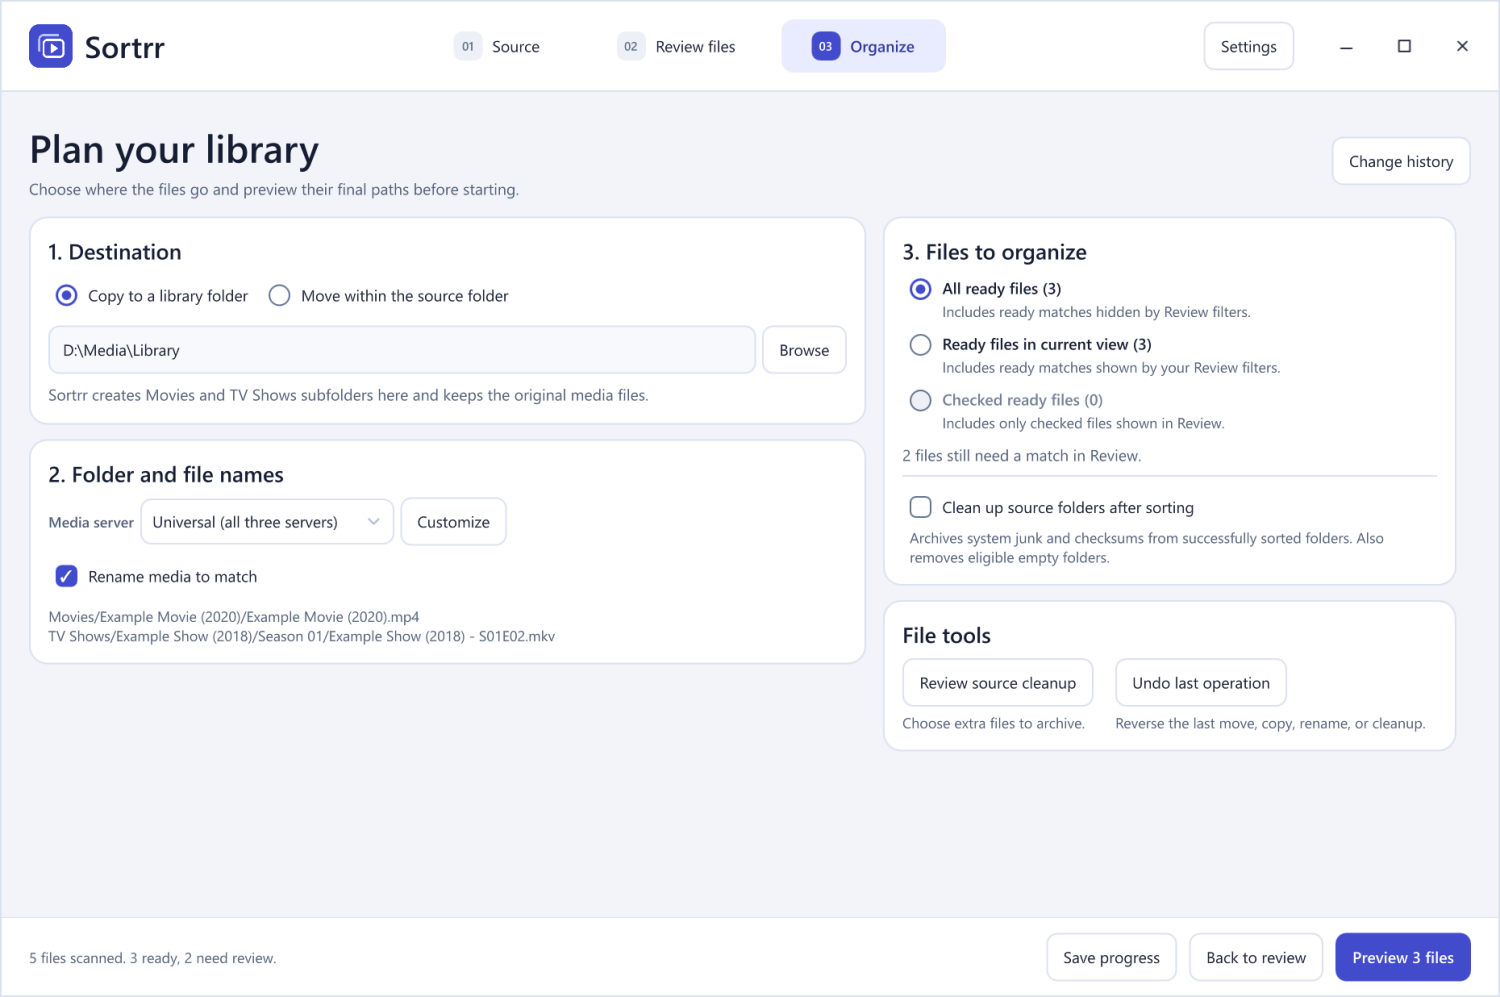 Sortrr
01 Source
02 Review files
03 Organize
Settings
Plan your library
Choose where the files go and preview their final paths before starting.
Change history
1. Destination
Copy to a library folder
Move within the source folder
D:\Media\Library
Browse
Sortrr creates Movies and TV Shows subfolders here and keeps the original media files.
2. Folder and file names
Media server
Universal (all three servers)
Customize
Rename media to match
Movies/Example Movie (2020)/Example Movie (2020).mp4
TV Shows/Example Show (2018)/Season 01/Example Show (2018) - S01E02.mkv
3. Files to organize
All ready files (3)
Includes ready matches hidden by Review filters.
Ready files in current view (3)
Includes ready matches shown by your Review filters.
Checked ready files (0)
Includes only checked files shown in Review.
2 files still need a match in Review.
Clean up source folders after sorting
Archives system junk and checksums from successfully sorted folders. Also
removes eligible empty folders.
File tools
Review source cleanup
Undo last operation
Choose extra files to archive.
Reverse the last move, copy, rename, or cleanup.
5 files scanned. 3 ready, 2 need review.
Save progress
Back to review
Preview 3 files